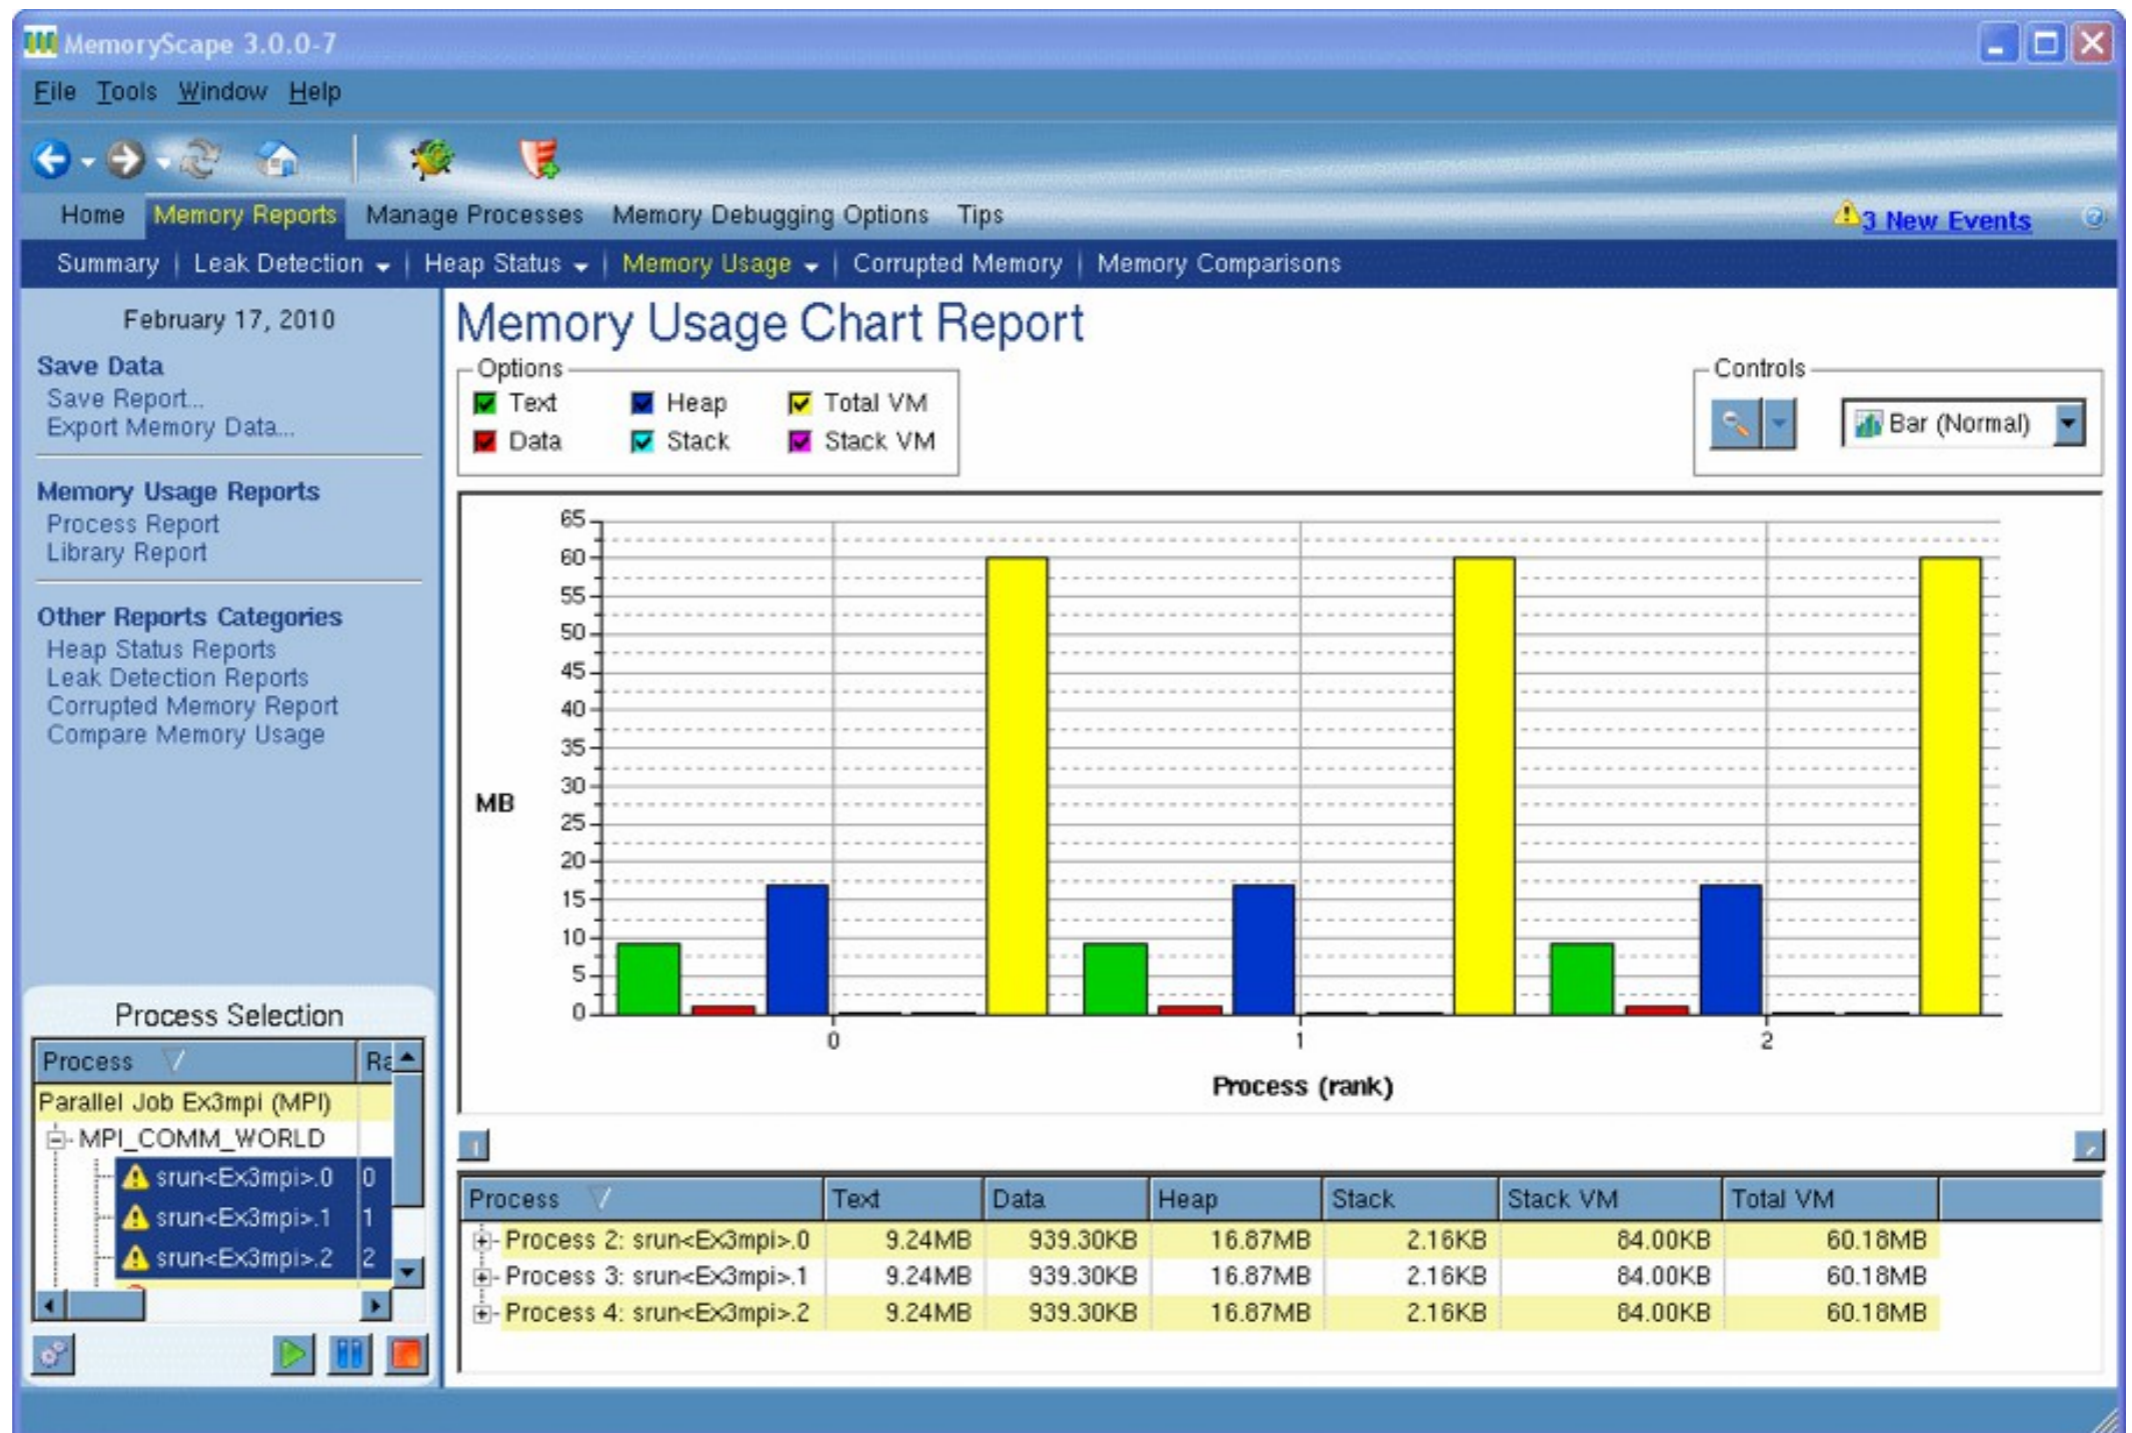 MemoryScape 3.0.0-7
File Tools Window Help
Home Memory Reports Manage Processes Memory Debugging Options Tips 3 New Events
Summary | Leak Detection | Heap Status | Memory Usage | Corrupted Memory | Memory Comparisons
February 17, 2010
Save Data
Save Report...
Export Memory Data...
Memory Usage Reports
Process Report
Library Report
Other Reports Categories
Heap Status Reports
Leak Detection Reports
Corrupted Memory Report
Compare Memory Usage
Process Selection
Process
Parallel Job Ex3mpi (MPI)
MPI_COMM_WORLD
srun<Ex3mpi>.0 0
srun<Ex3mpi>.1 1
srun<Ex3mpi>.2 2
Memory Usage Chart Report
Options
Text Heap Total VM
Data Stack Stack VM
Controls
Bar (Normal)
65
60
55
50
45
40
35
30
MB
25
20
15
10
5
0
0 1 2
Process (rank)
Process Text Data Heap Stack Stack VM Total VM
Process 2: srun<Ex3mpi>.0 9.24MB 939.30KB 16.87MB 2.16KB 84.00KB 60.18MB
Process 3: srun<Ex3mpi>.1 9.24MB 939.30KB 16.87MB 2.16KB 84.00KB 60.18MB
Process 4: srun<Ex3mpi>.2 9.24MB 939.30KB 16.87MB 2.16KB 84.00KB 60.18MB